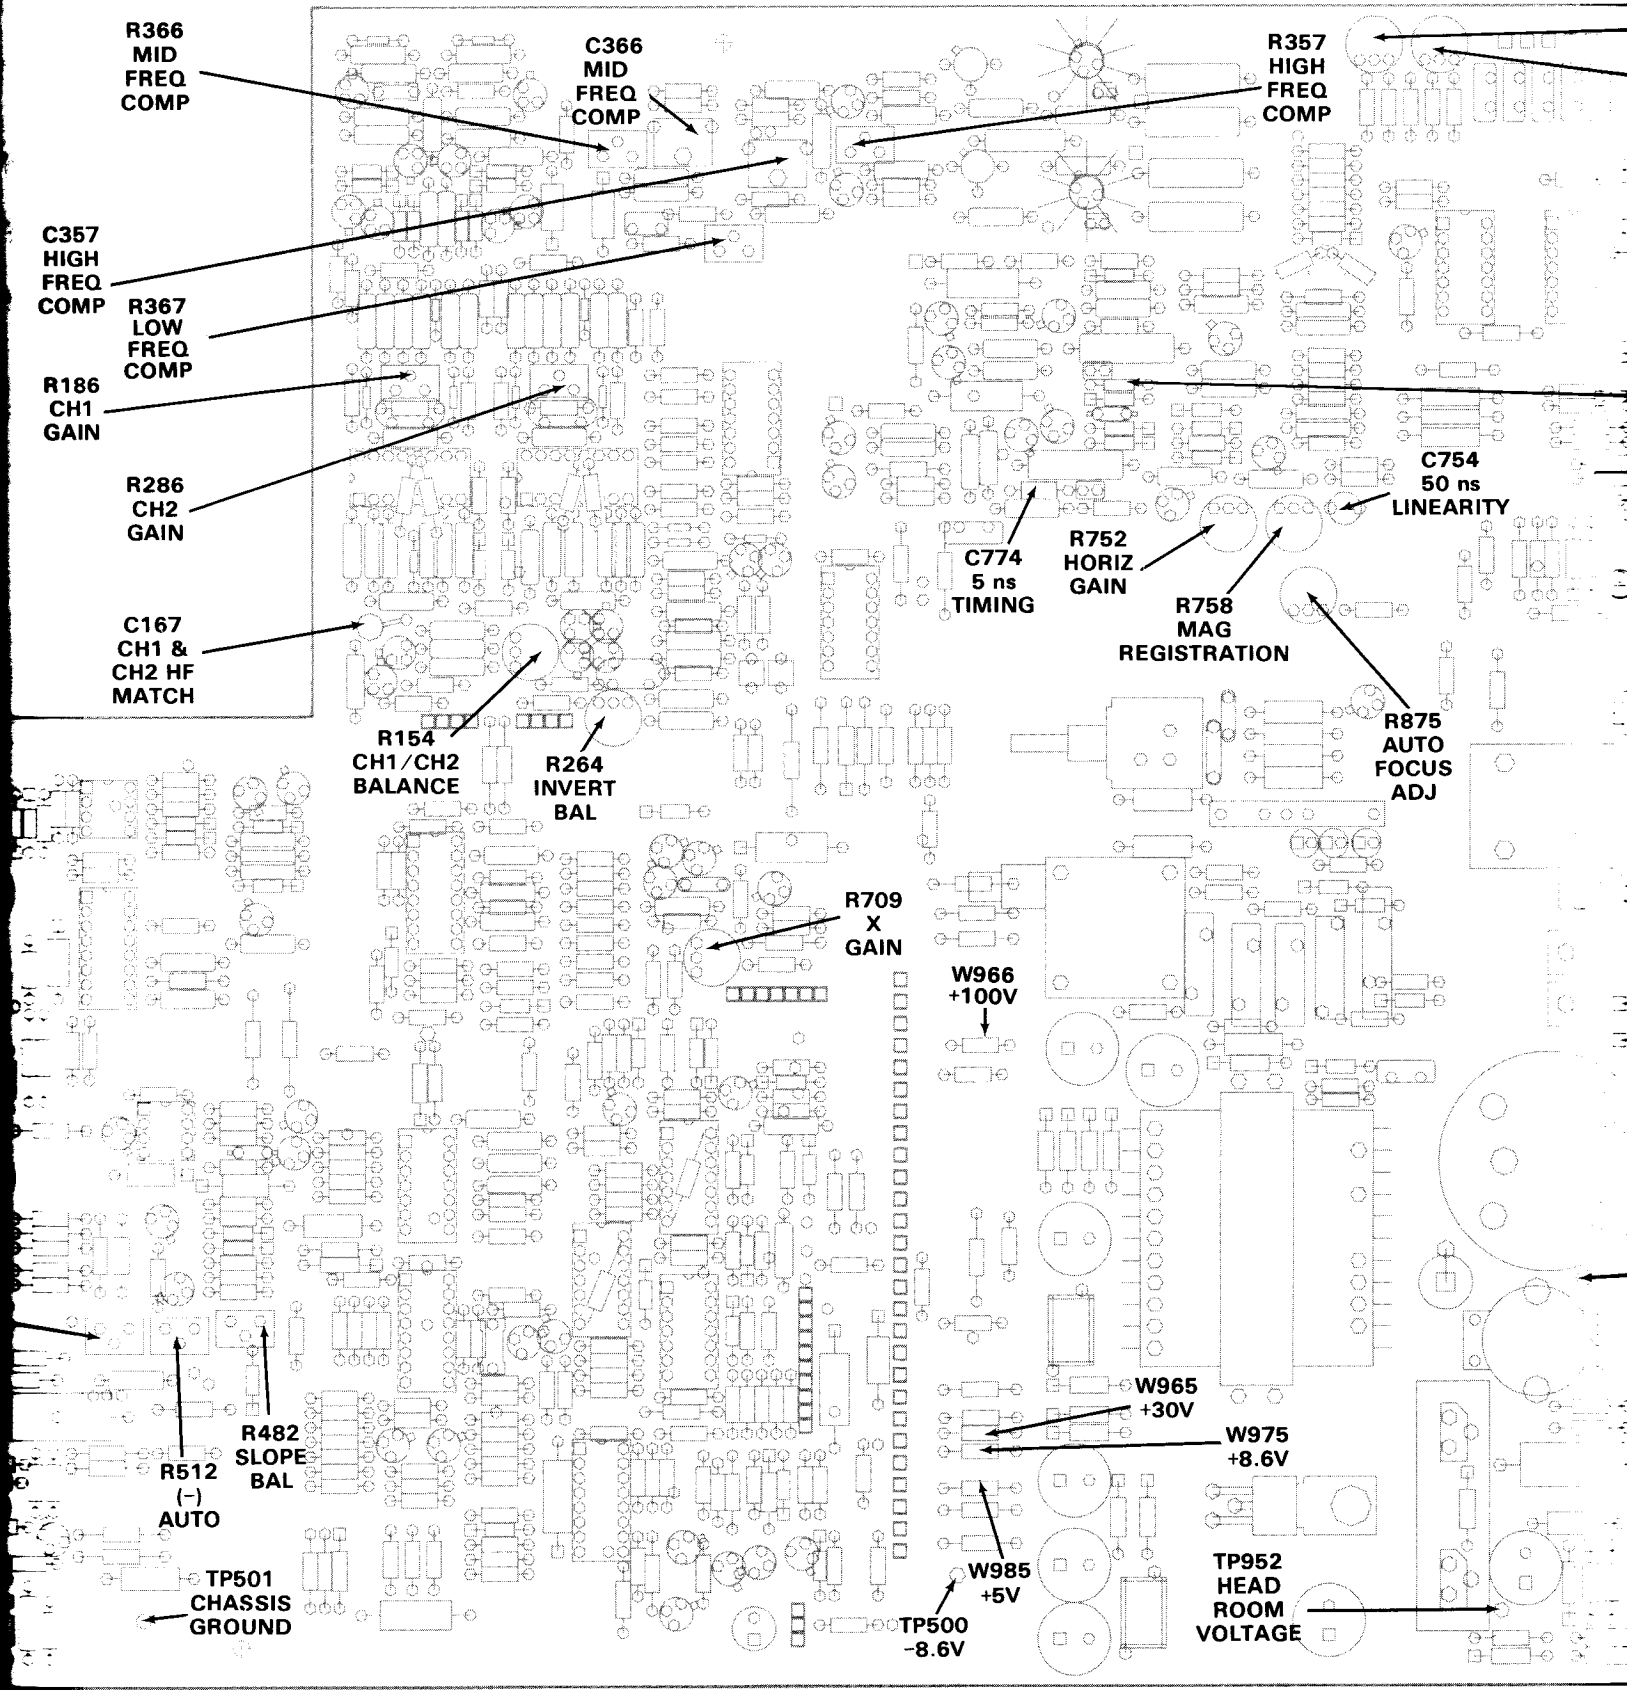 R366
MID
FREQ
COMP
C366
MID
FREQ
COMP
R357
HIGH
FREQ
COMP
C357
HIGH
FREQ
COMP
R367
LOW
FREQ
COMP
R186
CH1
GAIN
R286
CH2
GAIN
C754
50 ns
LINEARITY
C774
5 ns
TIMING
R752
HORIZ
GAIN
R758
MAG
REGISTRATION
C167
CH1 &
CH2 HF
MATCH
R154
CH1/CH2
BALANCE
R264
INVERT
BAL
R875
AUTO
FOCUS
ADJ
R709
X
GAIN
W966
+100V
W965
+30V
W975
+8.6V
R482
SLOPE
BAL
R512
(-)
AUTO
W985
+5V
TP501
CHASSIS
GROUND
TP500
-8.6V
TP952
HEAD
ROOM
VOLTAGE